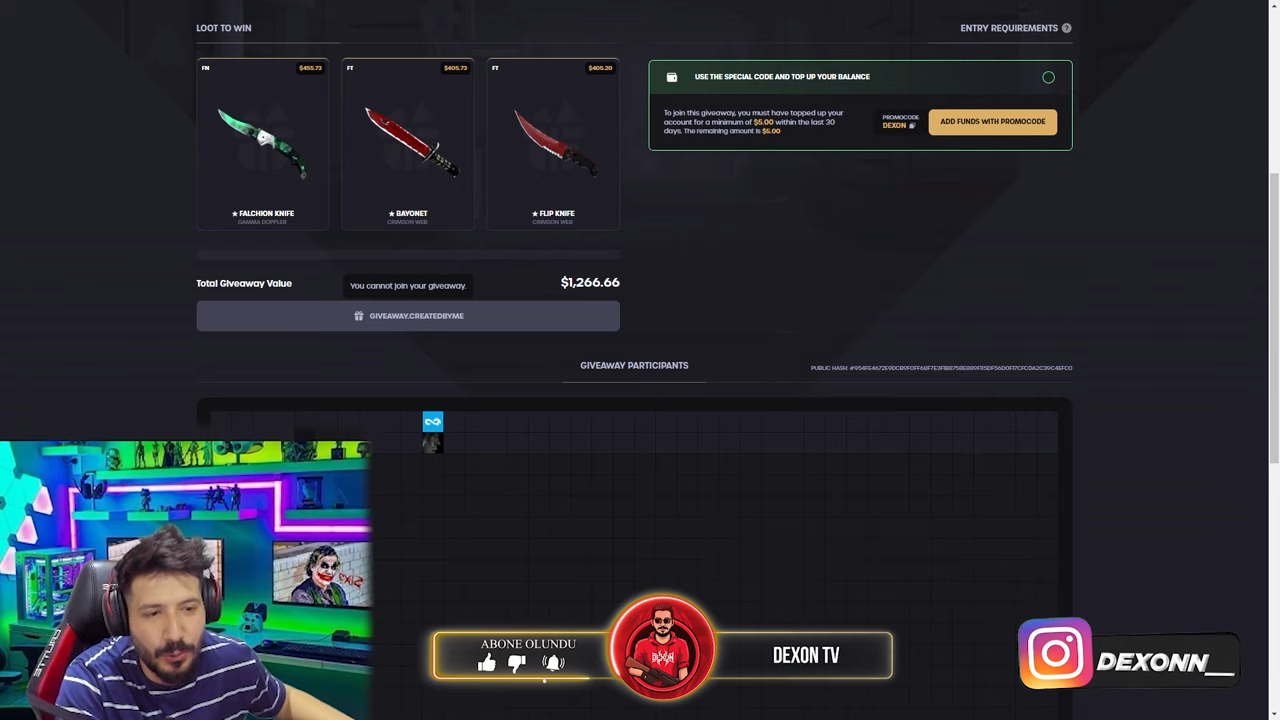 LOOT TO WIN
ENTRY REQUIREMENTS ?
FN
$455.73
FT
$405.73
FT
$405.20
★ FALCHION KNIFE
GAMMA DOPPLER
★ BAYONET
CRIMSON WEB
★ FLIP KNIFE
CRIMSON WEB
USE THE SPECIAL CODE AND TOP UP YOUR BALANCE
To join this giveaway, you must have topped up your
account for a minimum of $5.00 within the last 30
days. The remaining amount is $5.00
PROMOCODE
DEXON
ADD FUNDS WITH PROMOCODE
Total Giveaway Value
You cannot join your giveaway.
$1,266.66
GIVEAWAY.CREATEDBYME
GIVEAWAY PARTICIPANTS
PUBLIC HASH:
ABONE OLUNDU
DEXON TV
DEXONN__